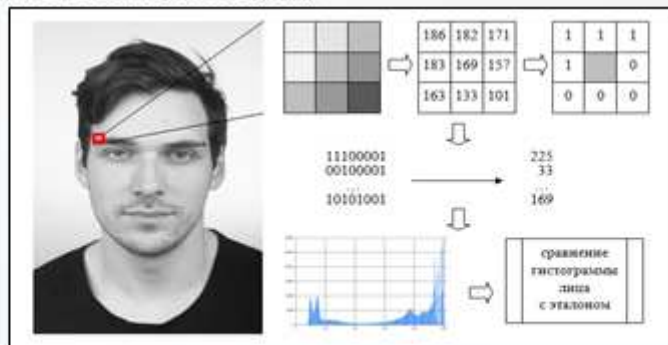 186 182 171
183 169 157
163 133 101
1 1 1
1 0
0 0 0
11100001 225
00100001 33
... ...
10101001 169
сравнение
гистограммы
лица
с эталоном